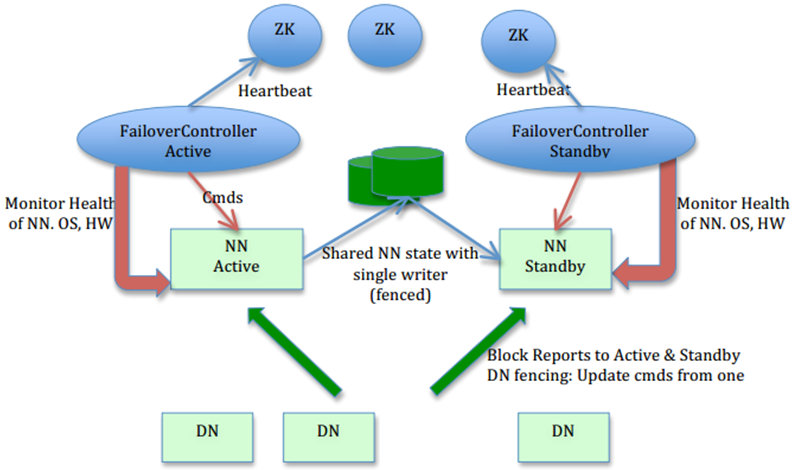 ZK
ZK
ZK
Heartbeat
Heartbeat
FailoverController
Active
FailoverController
Standby
Monitor Health
of NN. OS, HW
Cmds
Monitor Health
of NN. OS, HW
NN
Active
Shared NN state with
single writer
(fenced)
NN
Standby
Block Reports to Active & Standby
DN fencing: Update cmds from one
DN
DN
DN